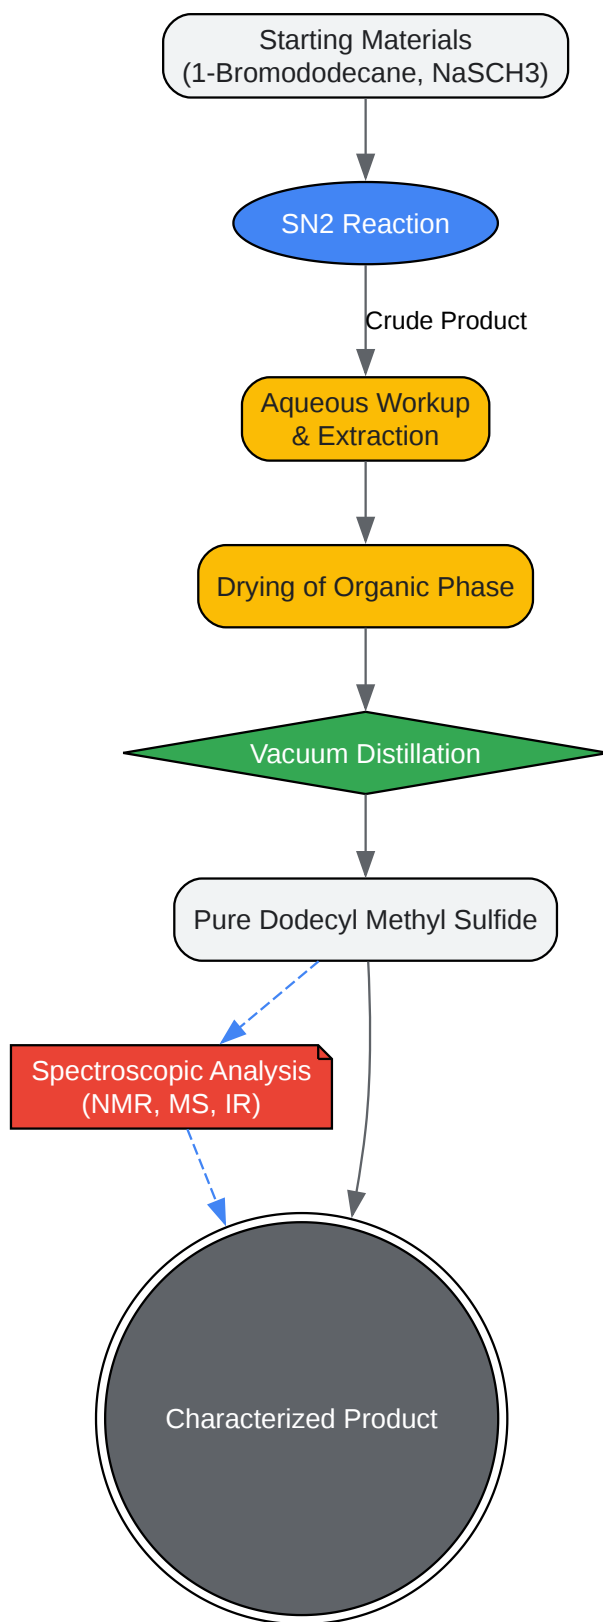 Starting Materials
(1-Bromododecane, NaSCH3)
SN2 Reaction
Crude Product
Aqueous Workup
& Extraction
Drying of Organic Phase
Vacuum Distillation
Pure Dodecyl Methyl Sulfide
Spectroscopic Analysis
(NMR, MS, IR)
Characterized Product